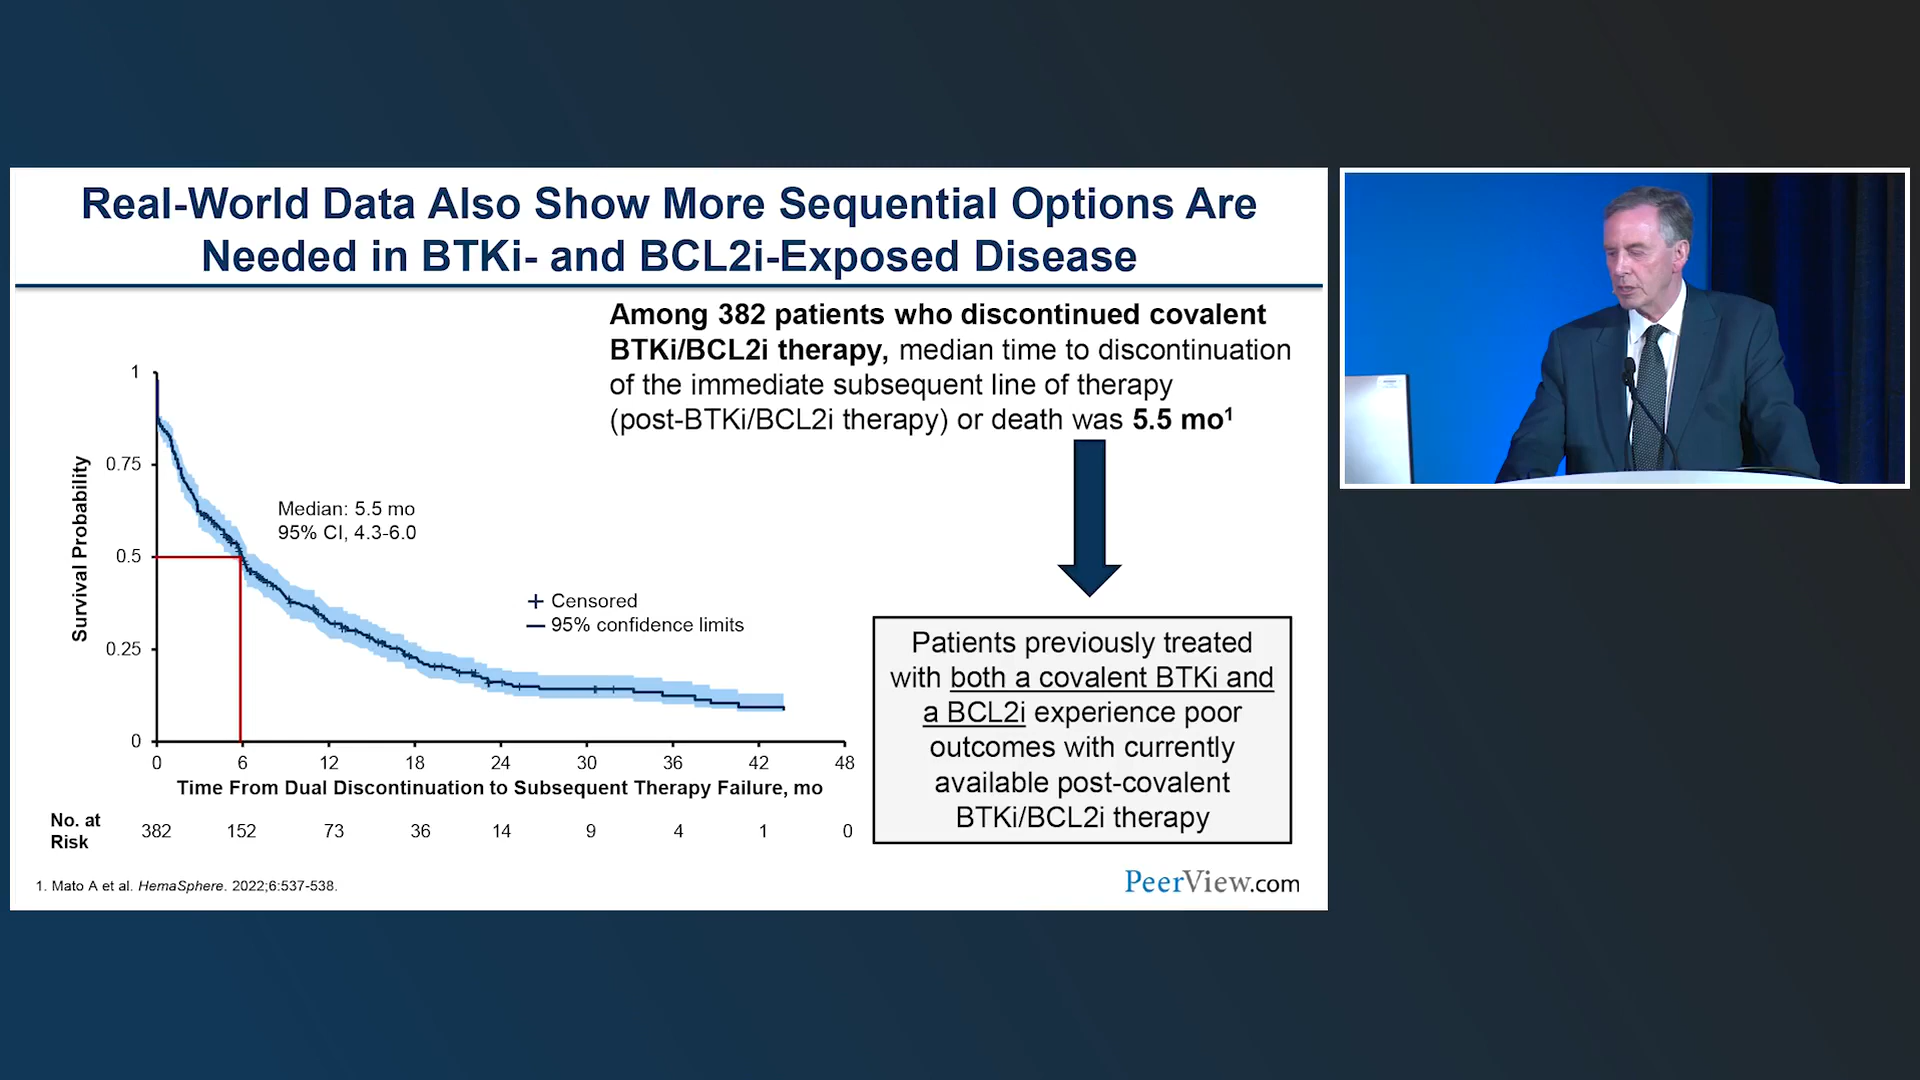 Real-World Data Also Show More Sequential Options Are
Needed in BTKi- and BCL2i-Exposed Disease
Among 382 patients who discontinued covalent
BTKi/BCL2i therapy, median time to discontinuation
of the immediate subsequent line of therapy
(post-BTKi/BCL2i therapy) or death was 5.5 mo¹
1
0.75
0.5
0.25
0
Survival Probability
Median: 5.5 mo
95% CI, 4.3-6.0
+ Censored
— 95% confidence limits
0 6 12 18 24 30 36 42 48
Time From Dual Discontinuation to Subsequent Therapy Failure, mo
No. at
Risk
382 152 73 36 14 9 4 1 0
Patients previously treated
with both a covalent BTKi and
a BCL2i experience poor
outcomes with currently
available post-covalent
BTKi/BCL2i therapy
1. Mato A et al. HemaSphere. 2022;6:537-538.
PeerView.com